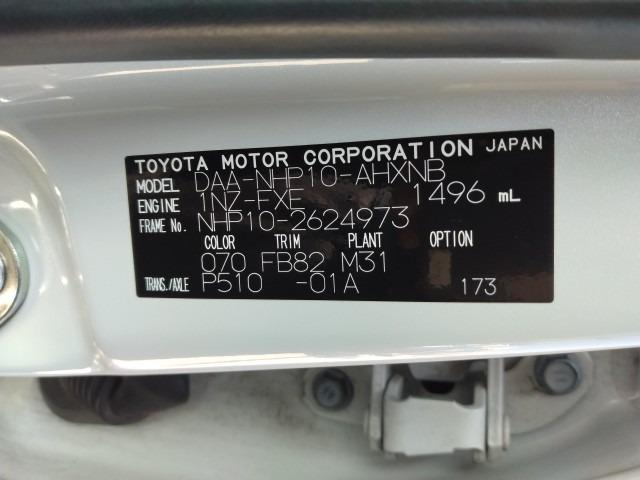 TOYOTA MOTOR CORPORATION JAPAN
MODEL DAA-NHP10-AHXNB
ENGINE 1NZ-FXE 1496 mL
FRAME No. NHP10-2624973
COLOR TRIM PLANT OPTION
070 FB82 M31
TRANS./AXLE P510 -01A 173